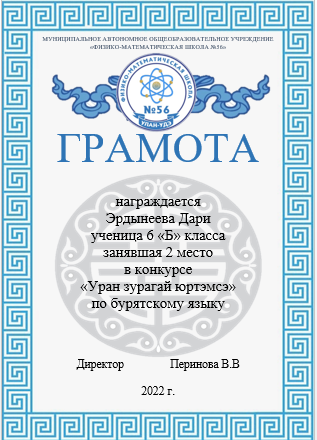 МУНИЦИПАЛЬНОЕ АВТОНОМНОЕ ОБЩЕОБРАЗОВАТЕЛЬНОЕ УЧРЕЖДЕНИЕ
«ФИЗИКО-МАТЕМАТИЧЕСКАЯ ШКОЛА №56»
ФИЗИКО-МАТЕМАТИЧЕСКАЯ ШКОЛА
№56
УЛАН-УДЭ
ГРАМОТА
награждается
Эрдынеева Дари
ученица 6 «Б» класса
занявшая 2 место
в конкурсе
«Уран зурагай юртэмсэ»
по бурятскому языку
Директор Перинова В.В
2022 г.